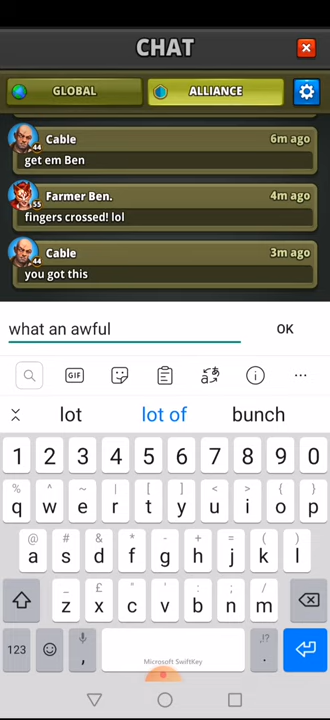 CHAT
GLOBAL
ALLIANCE
Cable
6m ago
44
get em Ben
Farmer Ben.
4m ago
55
fingers crossed! lol
Cable
3m ago
44
you got this
what an awful
OK
GIF
lot
lot of
bunch
1 2 3 4 5 6 7 8 9 0
% ^ ~ | [ ] < > { }
q w e r t y u i o p
@ # & * - + = ( )
a s d f g h j k l
_ £ " ' : ; /
z x c v b n m
123
,
,!?
.
Microsoft SwiftKey